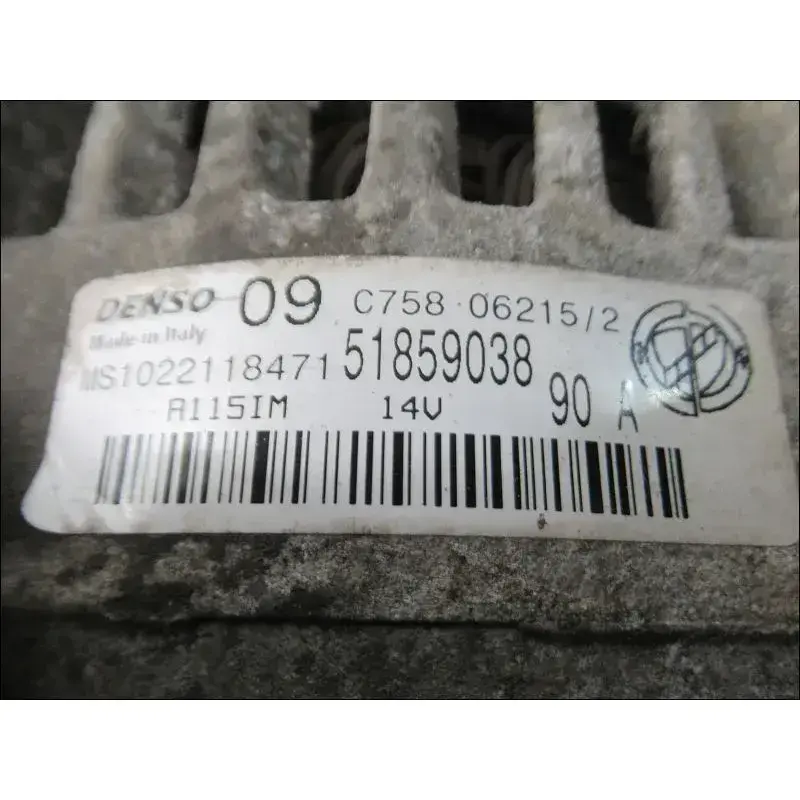 DENSO 09 C758 06215/2
Made in Italy
MS1022118471 51859038
A115IM 14V 90 A